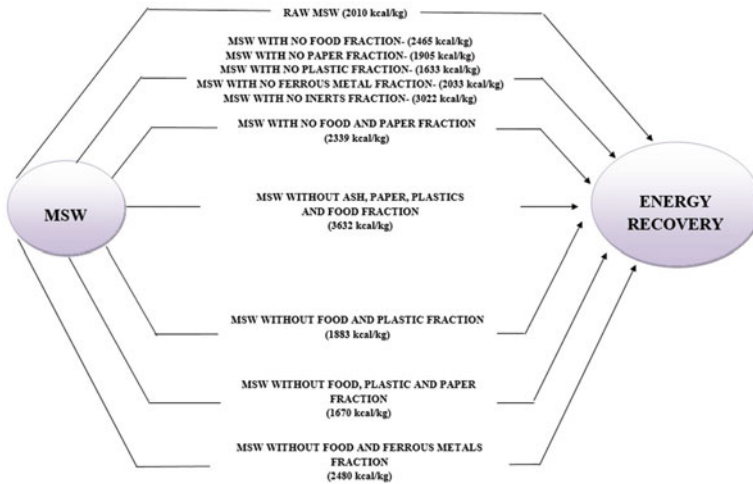 RAW MSW (2010 kcal/kg)
MSW WITH NO FOOD FRACTION- (2465 kcal/kg)
MSW WITH NO PAPER FRACTION- (1905 kcal/kg)
MSW WITH NO PLASTIC FRACTION- (1633 kcal/kg)
MSW WITH NO FERROUS METAL FRACTION- (2033 kcal/kg)
MSW WITH NO INERTS FRACTION- (3022 kcal/kg)
MSW WITH NO FOOD AND PAPER FRACTION
(2339 kcal/kg)
MSW
MSW WITHOUT ASH, PAPER, PLASTICS
AND FOOD FRACTION
(3632 kcal/kg)
ENERGY
RECOVERY
MSW WITHOUT FOOD AND PLASTIC FRACTION
(1883 kcal/kg)
MSW WITHOUT FOOD, PLASTIC AND PAPER
FRACTION
(1670 kcal/kg)
MSW WITHOUT FOOD AND FERROUS METALS
FRACTION
(2480 kcal/kg)